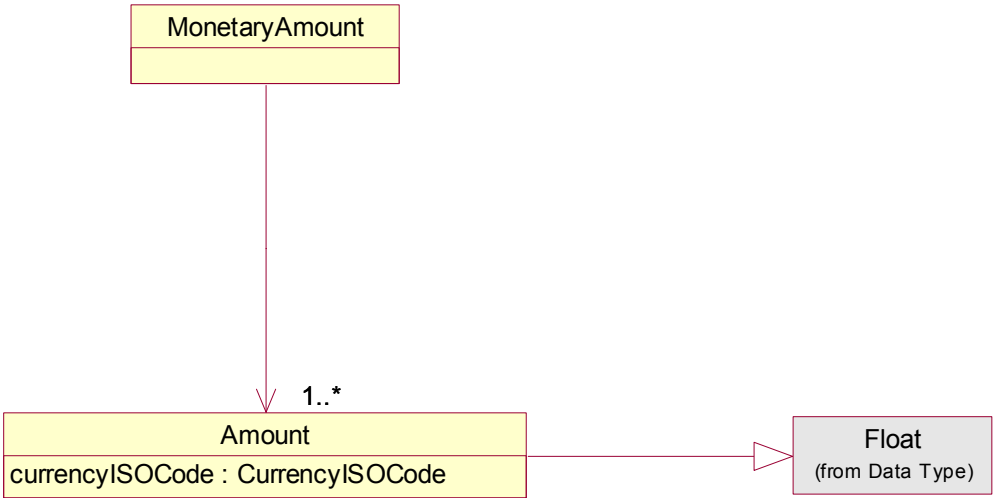 MonetaryAmount
1..*
Amount
currencyISOCode : CurrencyISOCode
Float
(from Data Type)